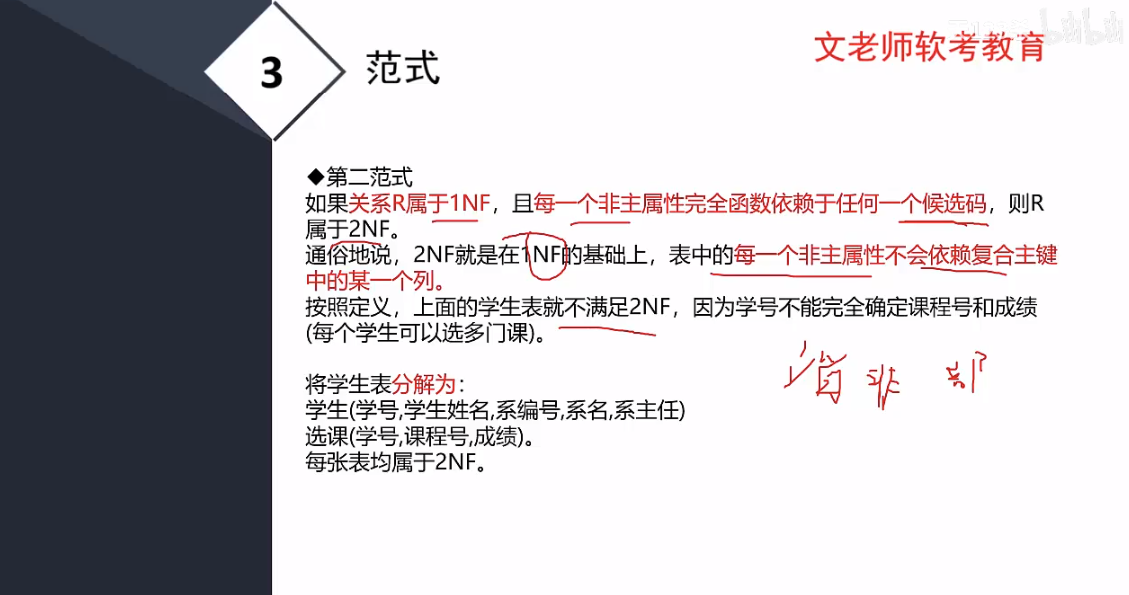 文老师软考教育
3
范式
◆第二范式
如果关系R属于1NF，且每一个非主属性完全函数依赖于任何一个候选码，则R
属于2NF。
通俗地说，2NF就是在1NF的基础上，表中的每一个非主属性不会依赖复合主键
中的某一个列。
按照定义，上面的学生表就不满足2NF，因为学号不能完全确定课程号和成绩
(每个学生可以选多门课)。
将学生表分解为：
学生(学号,学生姓名,系编号,系名,系主任)
选课(学号,课程号,成绩)。
每张表均属于2NF。
非 部